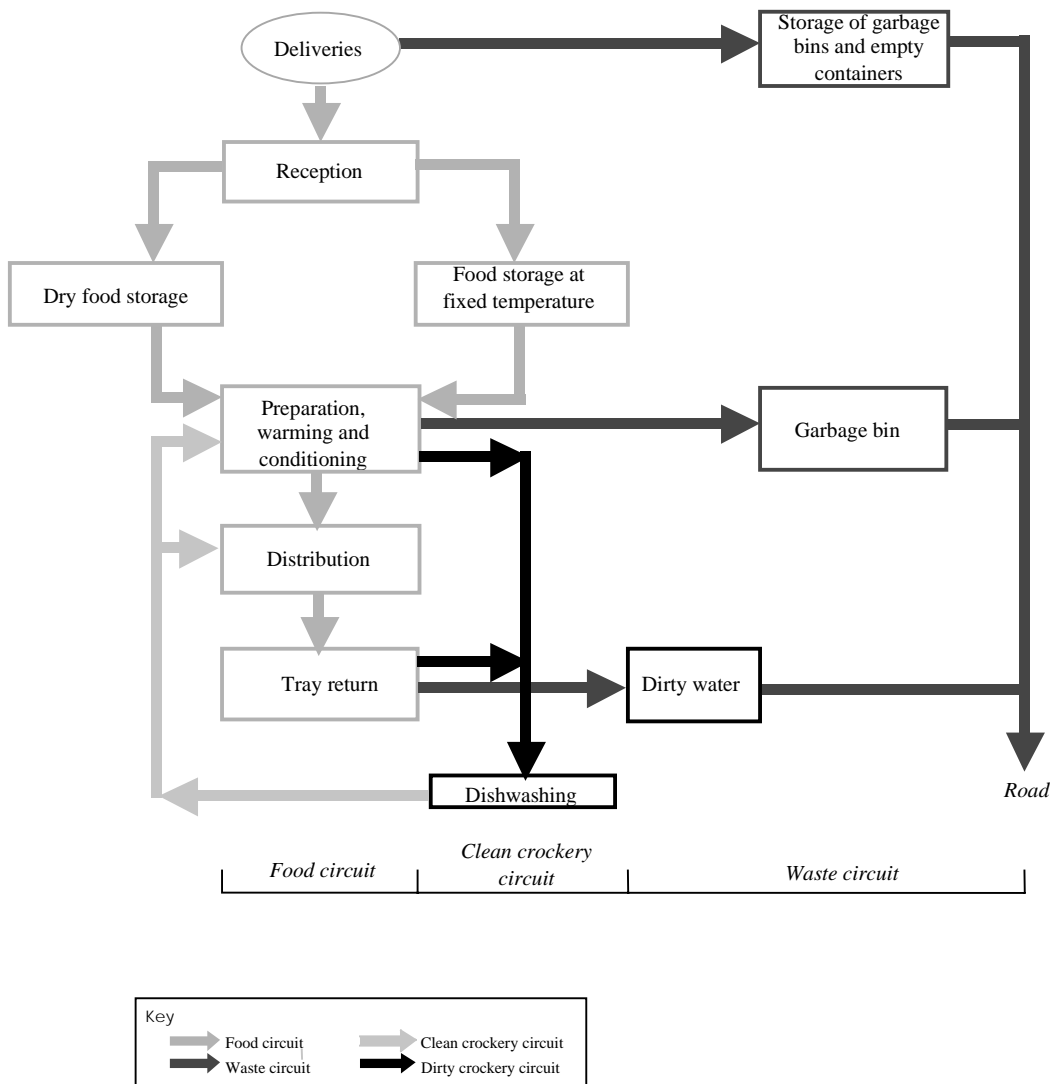 Deliveries
Storage of garbage
bins and empty
containers
Reception
Dry food storage
Food storage at
fixed temperature
Preparation,
warming and
conditioning
Garbage bin
Distribution
Tray return
Dirty water
Dishwashing
Road
Food circuit
Clean crockery
circuit
Waste circuit
Key
Food circuit
Clean crockery circuit
Waste circuit
Dirty crockery circuit